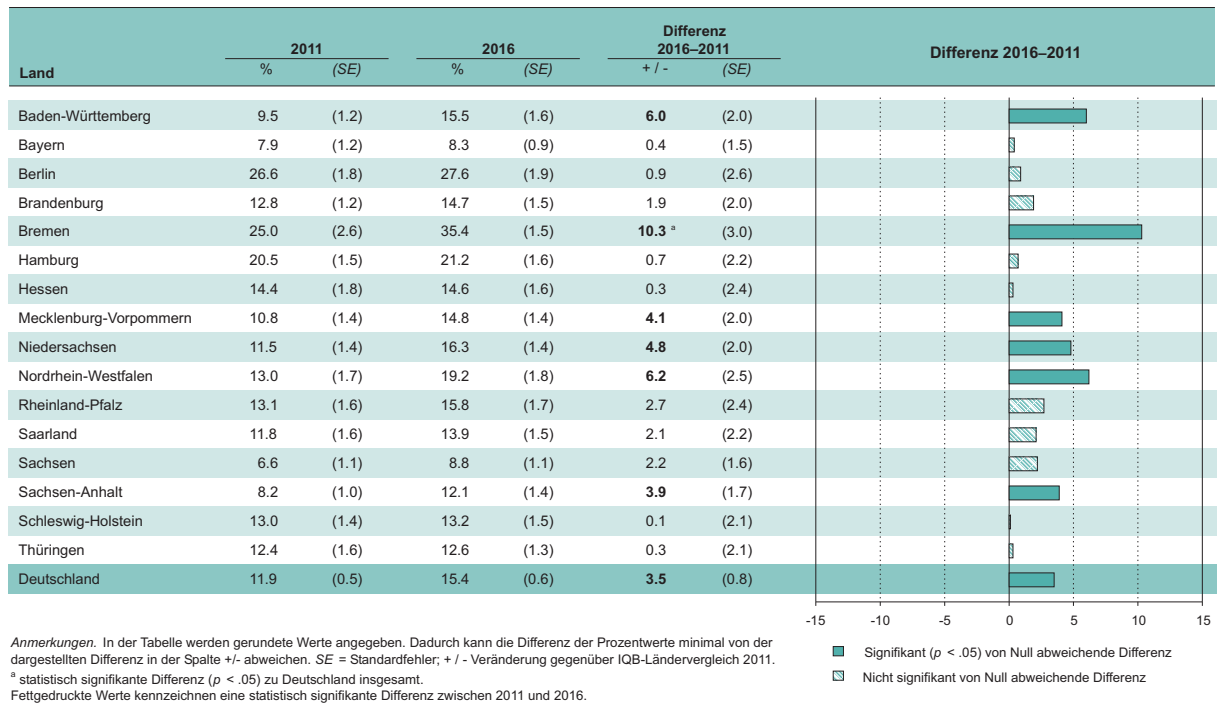 Differenz
2011 2016 2016–2011 Differenz 2016–2011
Land % (SE) % (SE) + / - (SE)
Baden-Württemberg 9.5 (1.2) 15.5 (1.6) 6.0 (2.0)
Bayern 7.9 (1.2) 8.3 (0.9) 0.4 (1.5)
Berlin 26.6 (1.8) 27.6 (1.9) 0.9 (2.6)
Brandenburg 12.8 (1.2) 14.7 (1.5) 1.9 (2.0)
Bremen 25.0 (2.6) 35.4 (1.5) 10.3 a (3.0)
Hamburg 20.5 (1.5) 21.2 (1.6) 0.7 (2.2)
Hessen 14.4 (1.8) 14.6 (1.6) 0.3 (2.4)
Mecklenburg-Vorpommern 10.8 (1.4) 14.8 (1.4) 4.1 (2.0)
Niedersachsen 11.5 (1.4) 16.3 (1.4) 4.8 (2.0)
Nordrhein-Westfalen 13.0 (1.7) 19.2 (1.8) 6.2 (2.5)
Rheinland-Pfalz 13.1 (1.6) 15.8 (1.7) 2.7 (2.4)
Saarland 11.8 (1.6) 13.9 (1.5) 2.1 (2.2)
Sachsen 6.6 (1.1) 8.8 (1.1) 2.2 (1.6)
Sachsen-Anhalt 8.2 (1.0) 12.1 (1.4) 3.9 (1.7)
Schleswig-Holstein 13.0 (1.4) 13.2 (1.5) 0.1 (2.1)
Thüringen 12.4 (1.6) 12.6 (1.3) 0.3 (2.1)
Deutschland 11.9 (0.5) 15.4 (0.6) 3.5 (0.8)
-15 -10 -5 0 5 10 15
Anmerkungen. In der Tabelle werden gerundete Werte angegeben. Dadurch kann die Differenz der Prozentwerte minimal von der
dargestellten Differenz in der Spalte +/- abweichen. SE = Standardfehler; + / - Veränderung gegenüber IQB-Ländervergleich 2011.
a statistisch signifikante Differenz (p < .05) zu Deutschland insgesamt.
Fettgedruckte Werte kennzeichnen eine statistisch signifikante Differenz zwischen 2011 und 2016.
Signifikant (p < .05) von Null abweichende Differenz
Nicht signifikant von Null abweichende Differenz